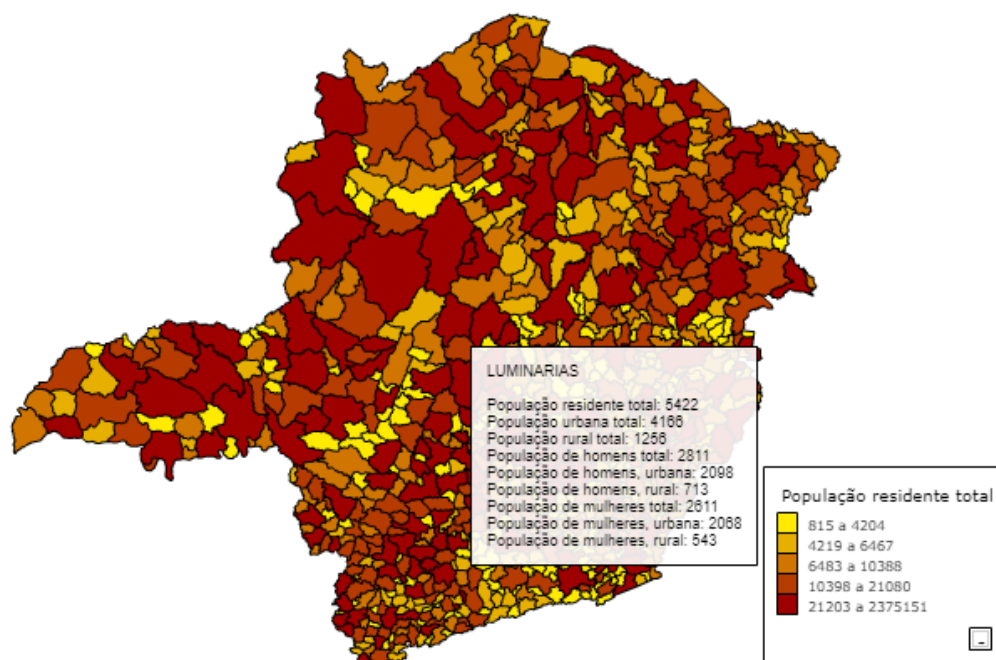 LUMINARIAS
População residente total: 5422
População urbana total: 4166
População rural total: 1256
População de homens total: 2811
População de homens, urbana: 2098
População de homens, rural: 713
População de mulheres total: 2611
População de mulheres, urbana: 2068
População de mulheres, rural: 543
População residente total
815 a 4204
4219 a 6467
6483 a 10388
10398 a 21080
21203 a 2375151
-